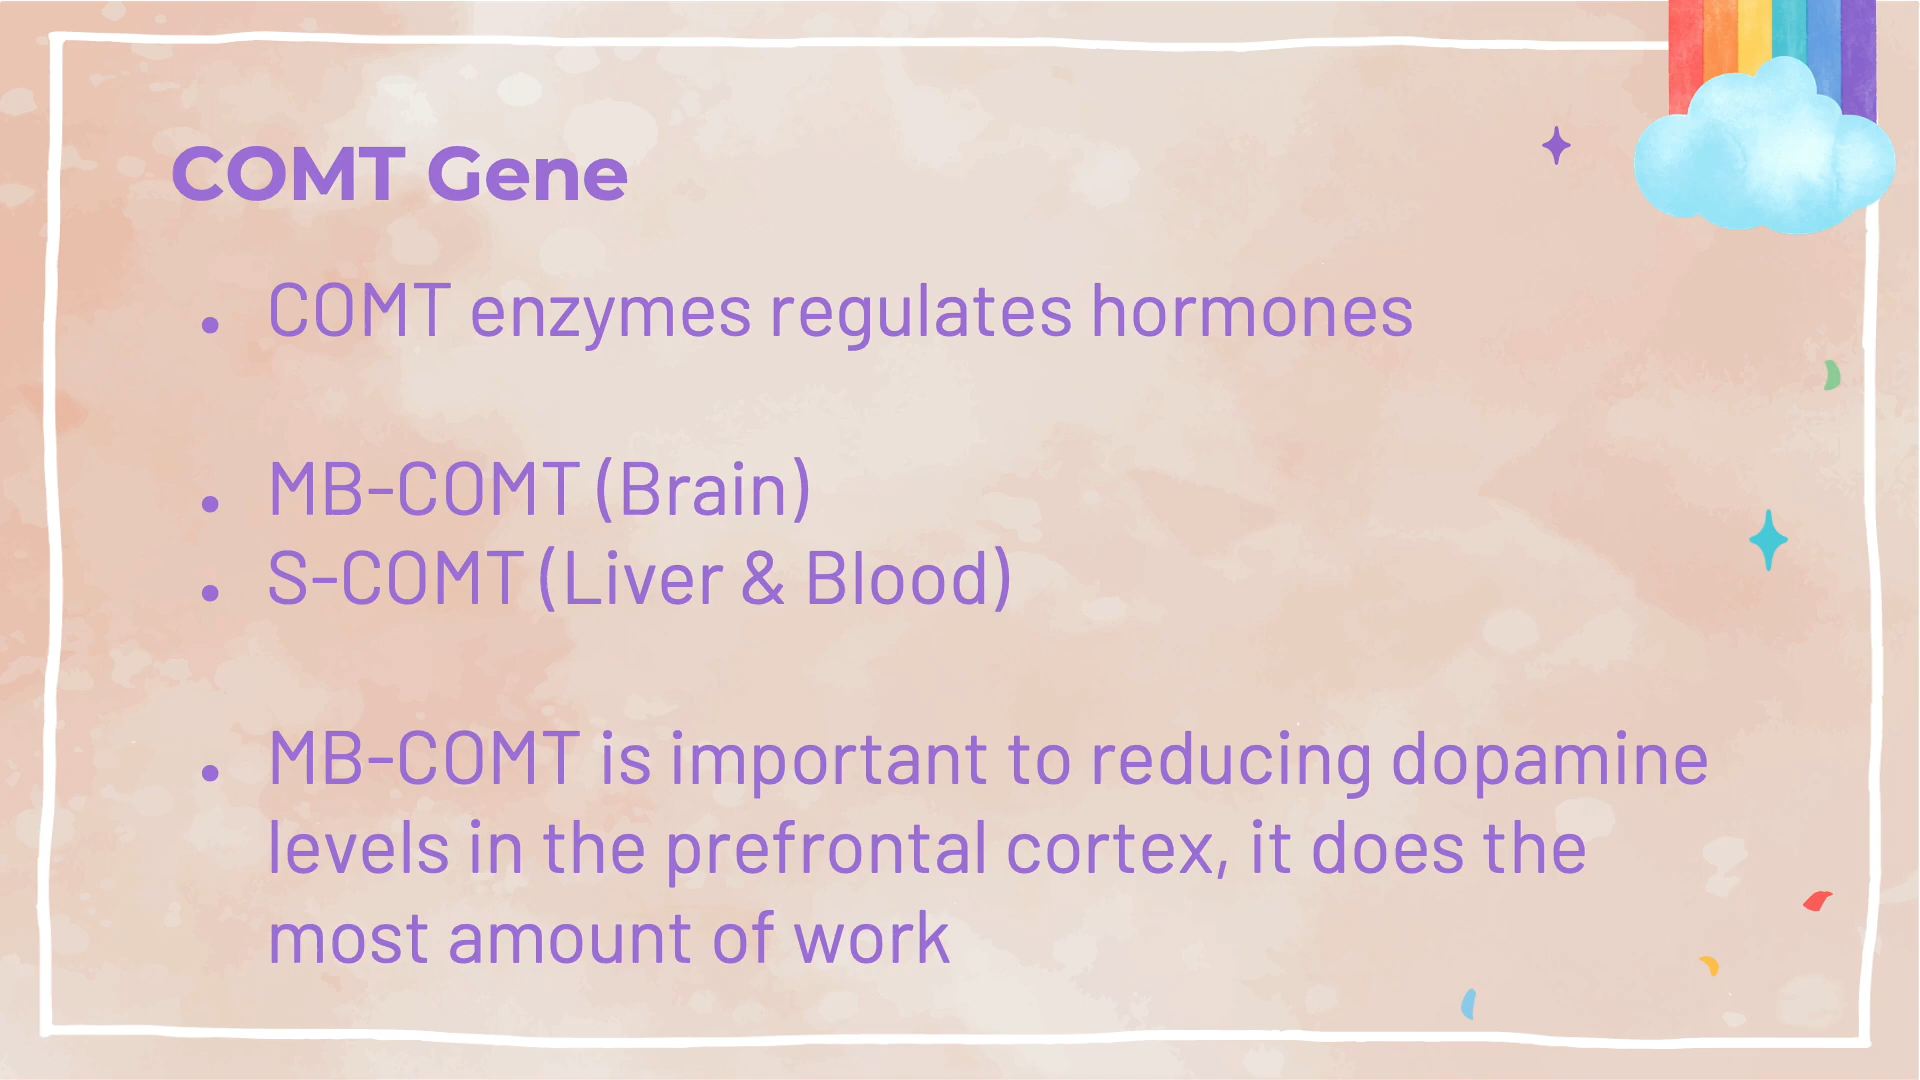 COMT Gene
• COMT enzymes regulates hormones
• MB-COMT (Brain)
• S-COMT (Liver & Blood)
• MB-COMT is important to reducing dopamine
levels in the prefrontal cortex, it does the
most amount of work